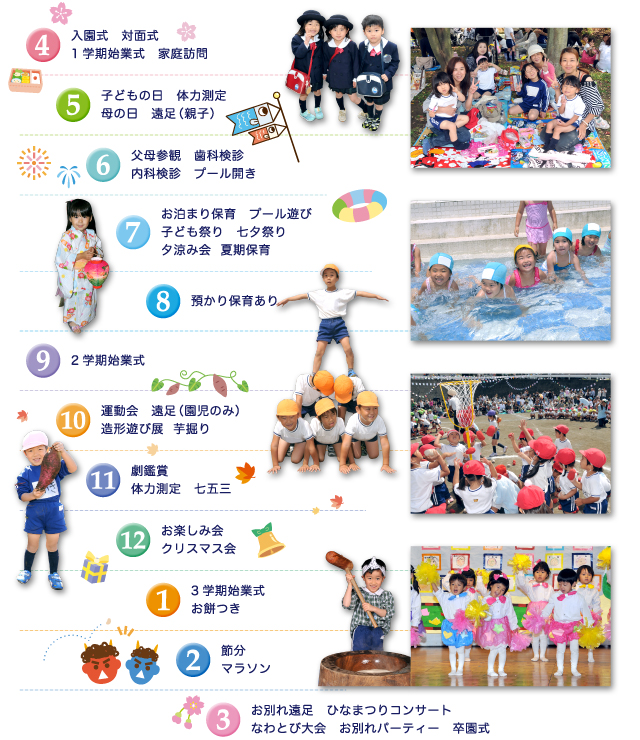 4
入園式　対面式
1学期始業式　家庭訪問
5
子どもの日　体力測定
母の日　遠足(親子)
6
父母参観　歯科検診
内科検診　プール開き
7
お泊まり保育　プール遊び
子ども祭り　七夕祭り
夕涼み会　夏期保育
8
預かり保育あり
9
2学期始業式
10
運動会　遠足(園児のみ)
造形遊び展　芋掘り
11
劇鑑賞
体力測定　七五三
12
お楽しみ会
クリスマス会
1
3学期始業式
お餅つき
2
節分
マラソン
3
お別れ遠足　ひなまつりコンサート
なわとび大会　お別れパーティー　卒園式